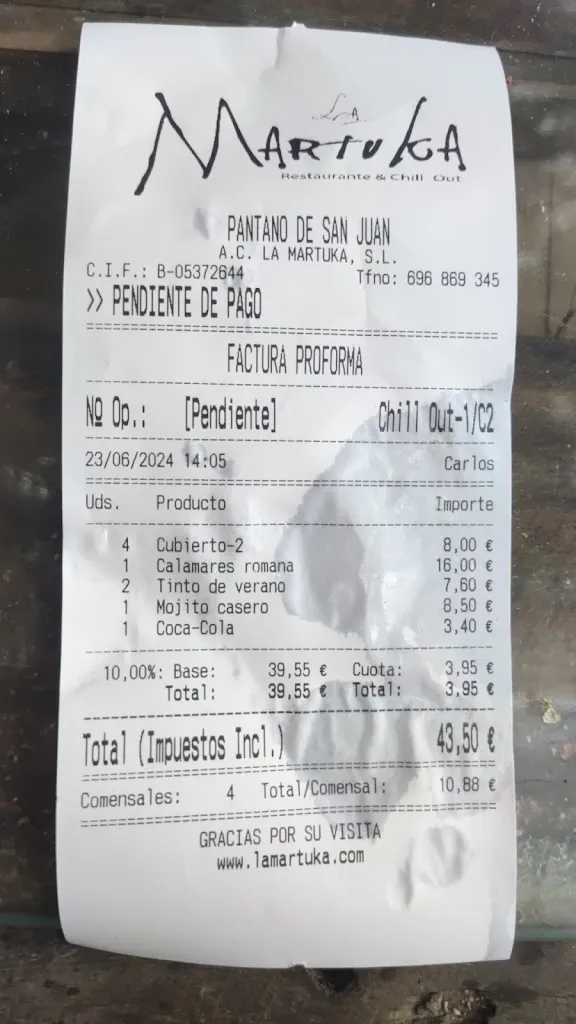 LA
MARTUKA
Restaurante & Chill Out
PANTANO DE SAN JUAN
A.C. LA MARTUKA, S.L.
C.I.F.: B-05372644 Tfno: 696 869 345
>> PENDIENTE DE PAGO
FACTURA PROFORMA
Nº Op.: [Pendiente] Chill Out-1/C2
23/06/2024 14:05 Carlos
Uds. Producto Importe
4 Cubierto-2 8,00 €
1 Calamares romana 16,00 €
2 Tinto de verano 7,60 €
1 Mojito casero 8,50 €
1 Coca-Cola 3,40 €
10,00%: Base: 39,55 € Cuota: 3,95 €
Total: 39,55 € Total: 3,95 €
Total (Impuestos Incl.) 43,50 €
Comensales: 4 Total/Comensal: 10,88 €
GRACIAS POR SU VISITA
www.lamartuka.com